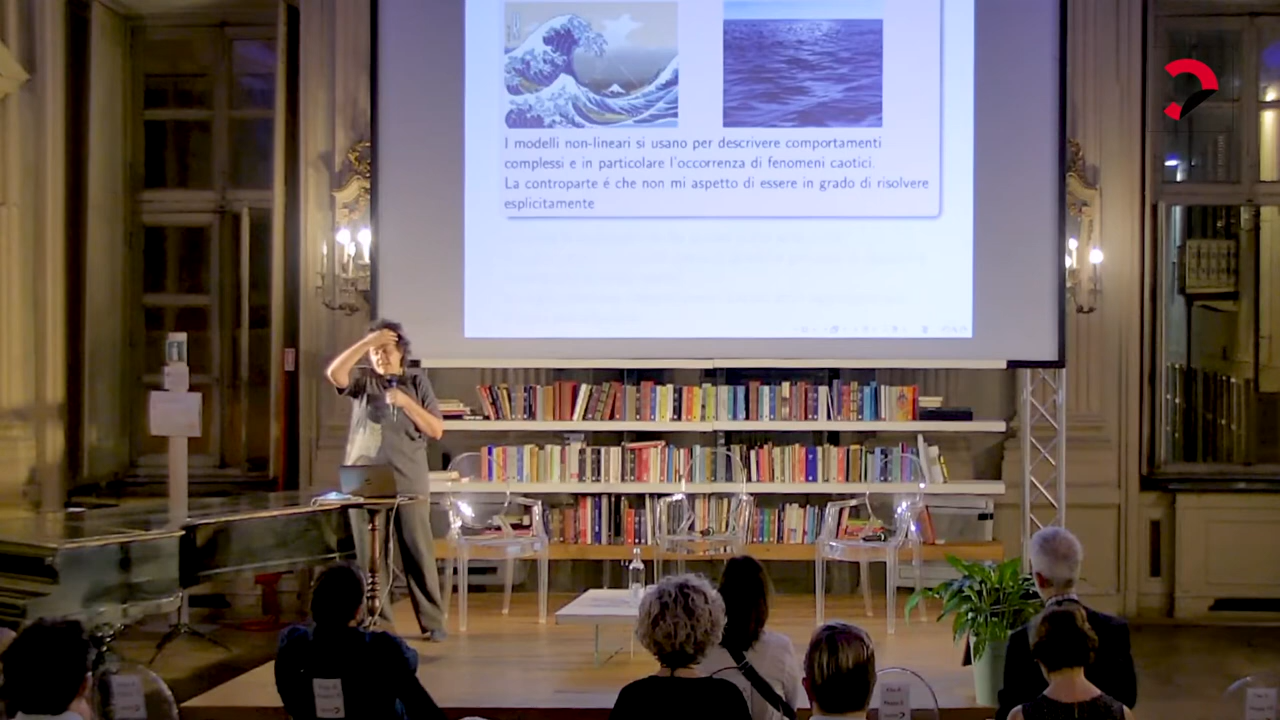 I modelli non-lineari si usano per descrivere comportamenti
complessi e in particolare l'occorrenza di fenomeni caotici.
La controparte é che non mi aspetto di essere in grado di risolvere
esplicitamente